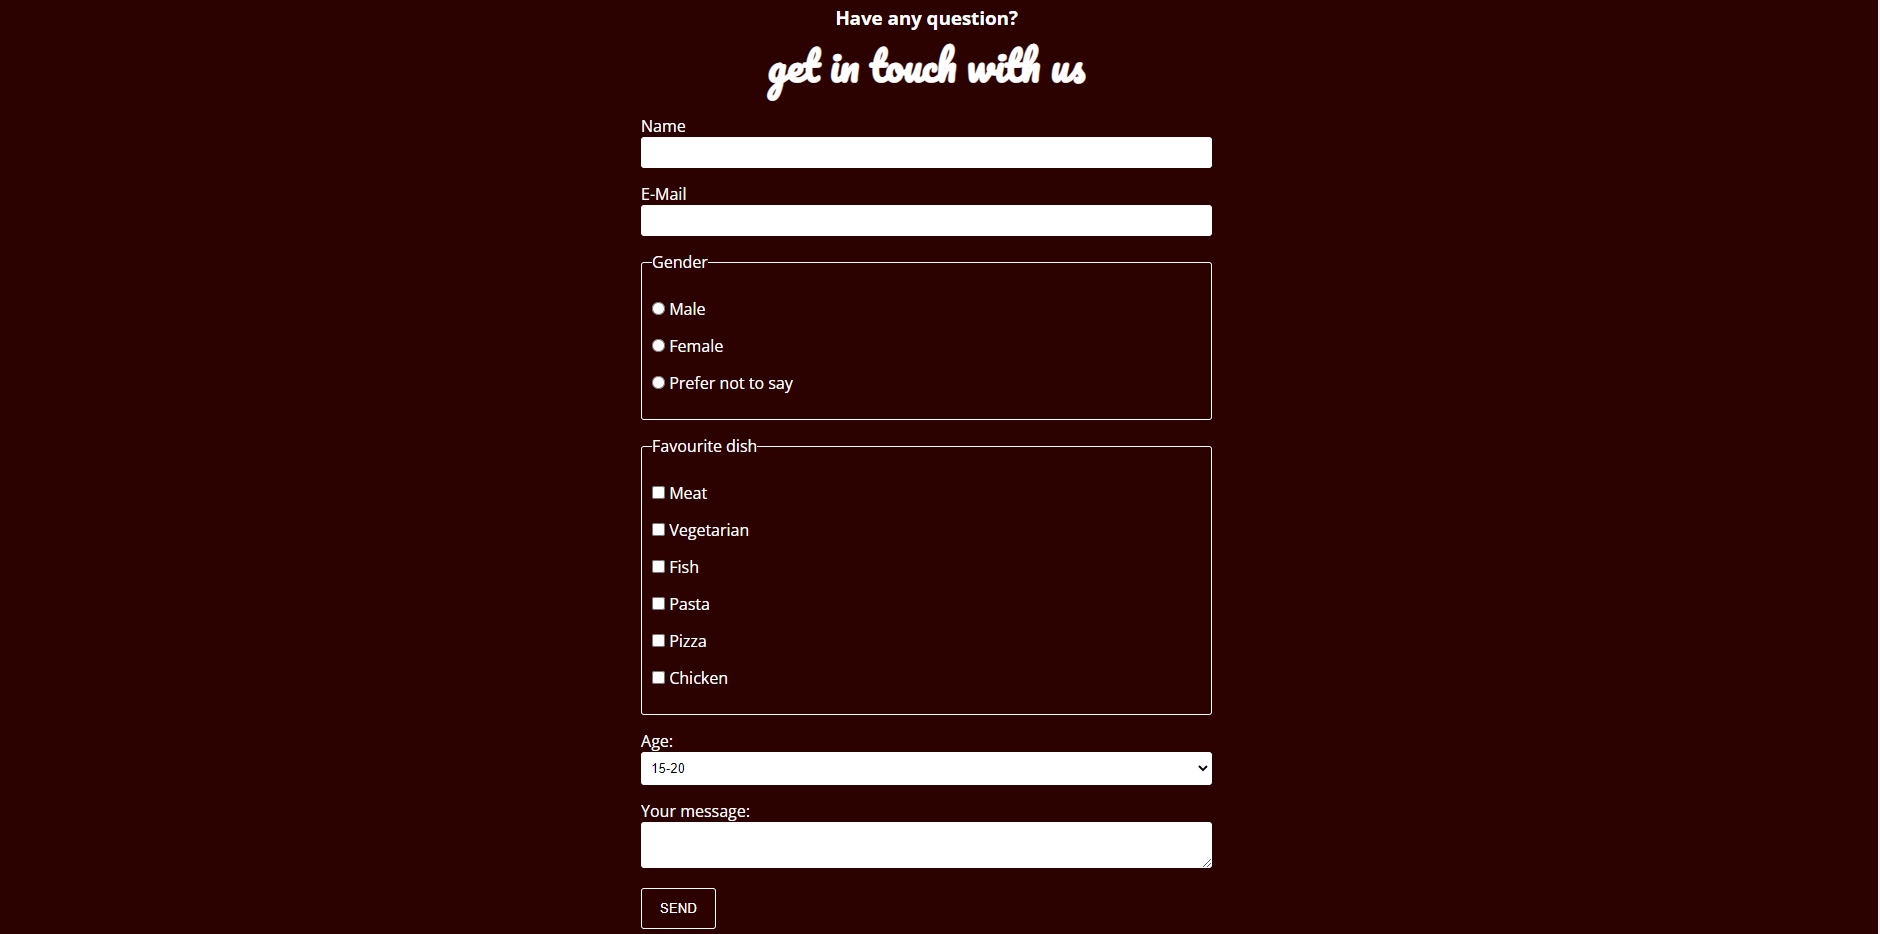 Have any question?
get in touch with us
Name
E-Mail
Gender
Male
Female
Prefer not to say
Favourite dish
Meat
Vegetarian
Fish
Pasta
Pizza
Chicken
Age:
15-20
Your message:
SEND